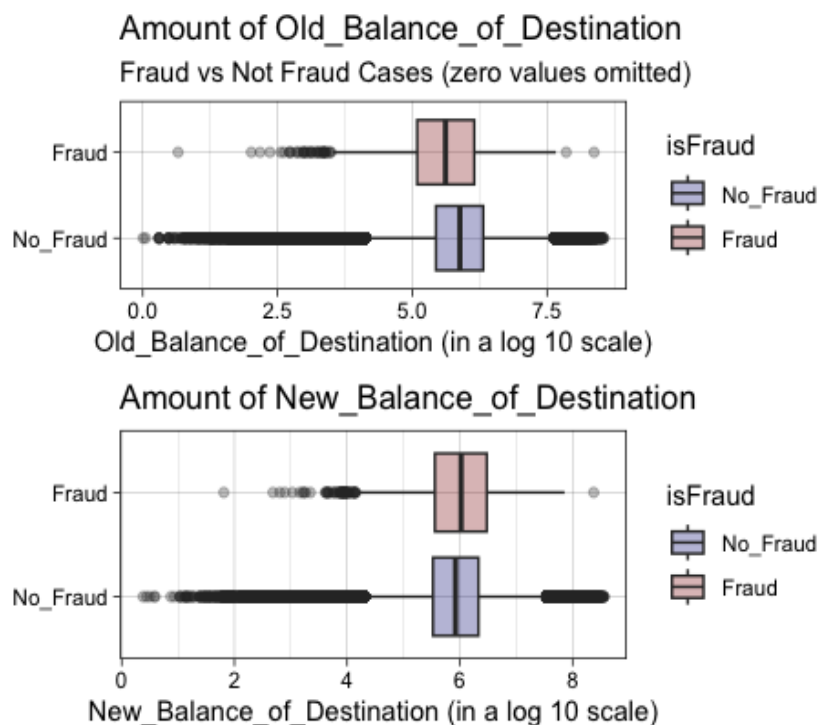 Amount of Old_Balance_of_Destination
Fraud vs Not Fraud Cases (zero values omitted)
Fraud
No_Fraud
0.0 2.5 5.0 7.5
Old_Balance_of_Destination (in a log 10 scale)
isFraud
No_Fraud
Fraud
Amount of New_Balance_of_Destination
Fraud
No_Fraud
0 2 4 6 8
New_Balance_of_Destination (in a log 10 scale)
isFraud
No_Fraud
Fraud